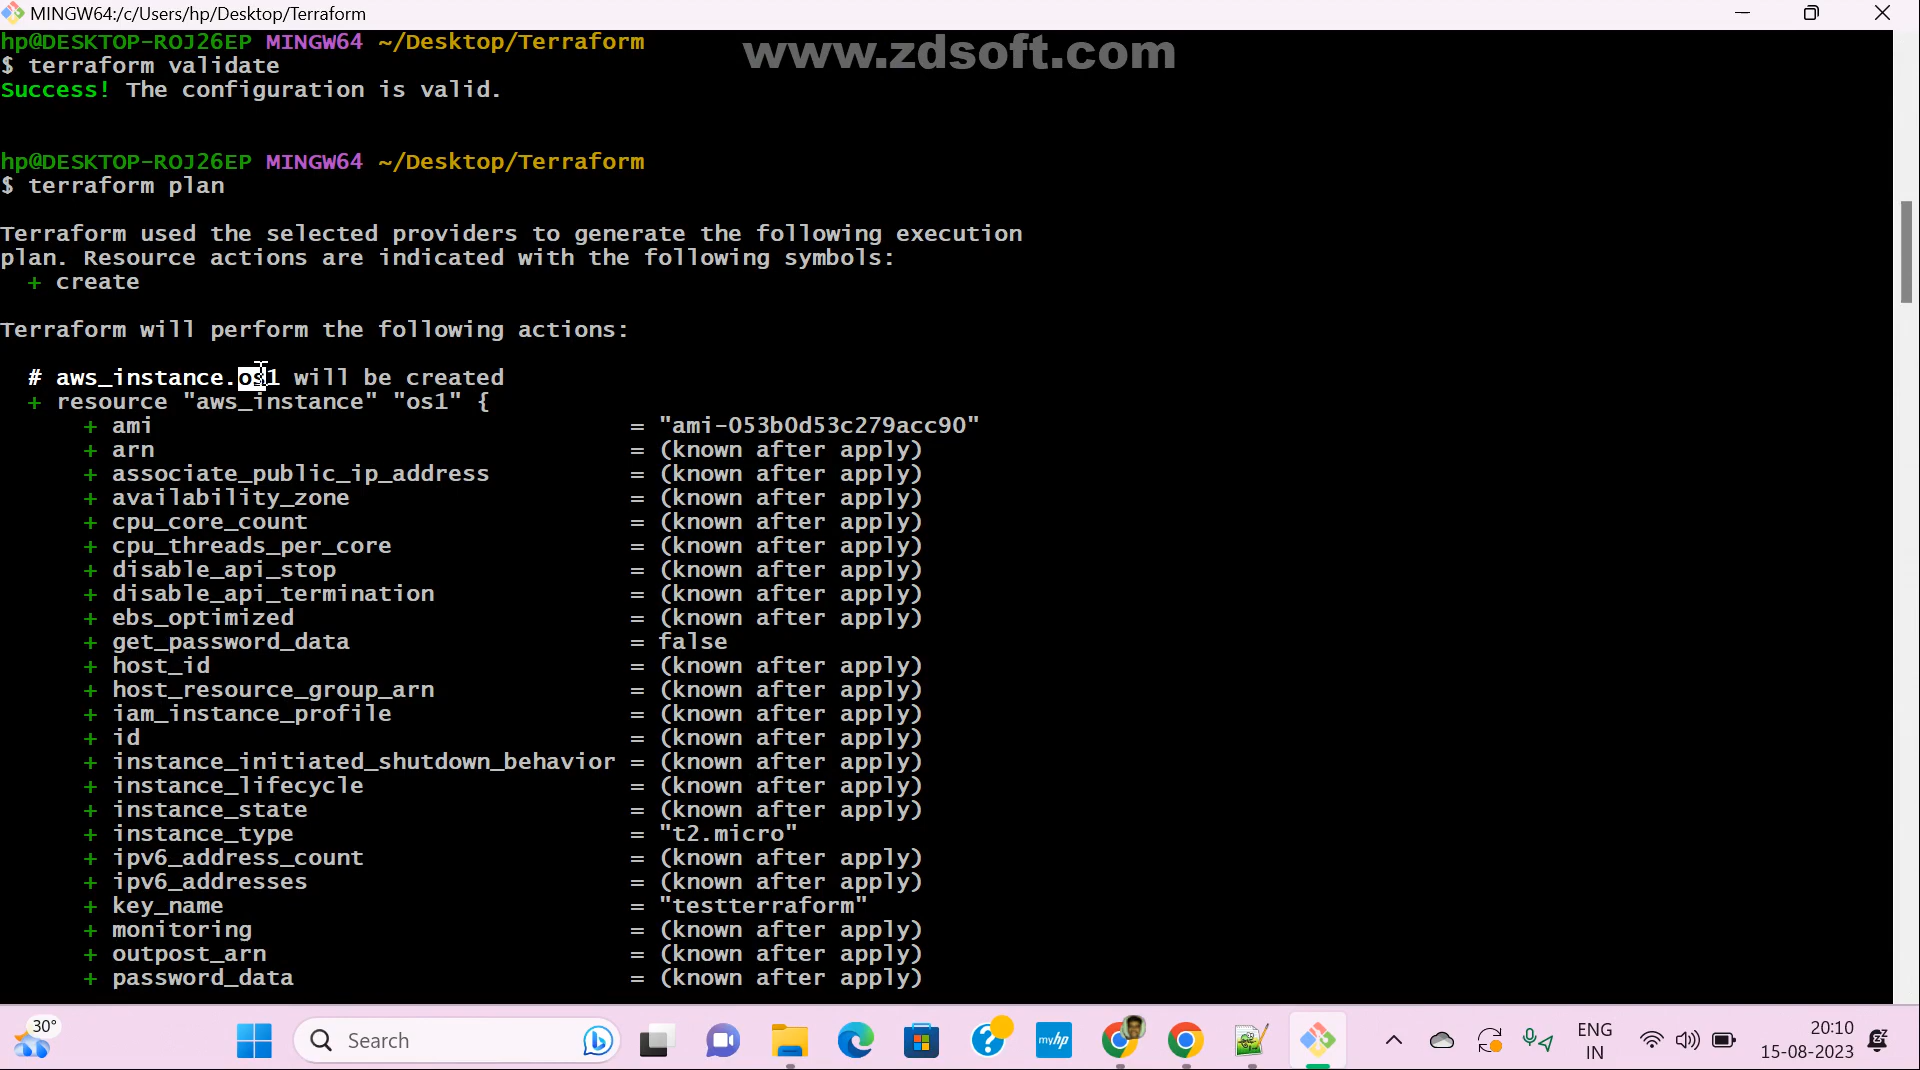 MINGW64:/c/Users/hp/Desktop/Terraform
hp@DESKTOP-ROJ26EP MINGW64 ~/Desktop/Terraform
www.zdsoft.com
$ terraform validate
Success! The configuration is valid.
hp@DESKTOP-ROJ26EP MINGW64 ~/Desktop/Terraform
$ terraform plan
Terraform used the selected providers to generate the following execution
plan. Resource actions are indicated with the following symbols:
+ create
Terraform will perform the following actions:
# aws_instance.os1 will be created
+ resource "aws_instance" "os1" {
+ ami = "ami-053b0d53c279acc90"
+ arn = (known after apply)
+ associate_public_ip_address = (known after apply)
+ availability_zone = (known after apply)
+ cpu_core_count = (known after apply)
+ cpu_threads_per_core = (known after apply)
+ disable_api_stop = (known after apply)
+ disable_api_termination = (known after apply)
+ ebs_optimized = (known after apply)
+ get_password_data = false
+ host_id = (known after apply)
+ host_resource_group_arn = (known after apply)
+ iam_instance_profile = (known after apply)
+ id = (known after apply)
+ instance_initiated_shutdown_behavior = (known after apply)
+ instance_lifecycle = (known after apply)
+ instance_state = (known after apply)
+ instance_type = "t2.micro"
+ ipv6_address_count = (known after apply)
+ ipv6_addresses = (known after apply)
+ key_name = "testterraform"
+ monitoring = (known after apply)
+ outpost_arn = (known after apply)
+ password_data = (known after apply)
30°
Search
myhp
ENG
IN
20:10
15-08-2023